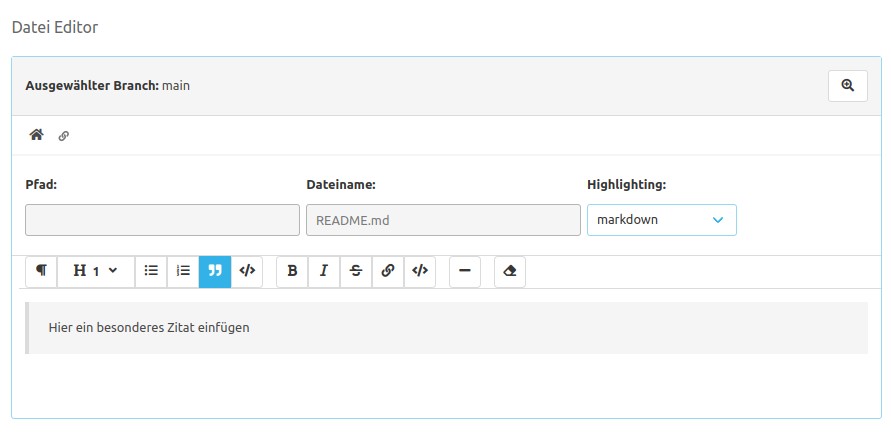 Datei Editor
Ausgewählter Branch: main
Pfad: Dateiname: Highlighting:
README.md markdown
H 1 B I S
Hier ein besonderes Zitat einfügen